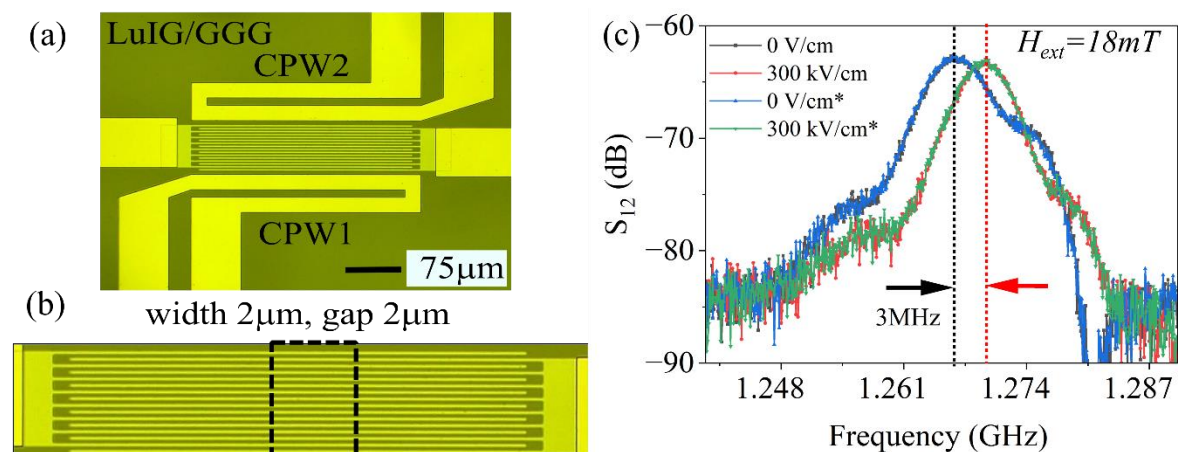 (a)
LuIG/GGG
CPW2
CPW1
75μm
(b)
width 2μm, gap 2μm
(c)
−60
−70
−80
−90
S₁₂ (dB)
0 V/cm
300 kV/cm
0 V/cm*
300 kV/cm*
H_ext=18mT
3MHz
1.248 1.261 1.274 1.287
Frequency (GHz)